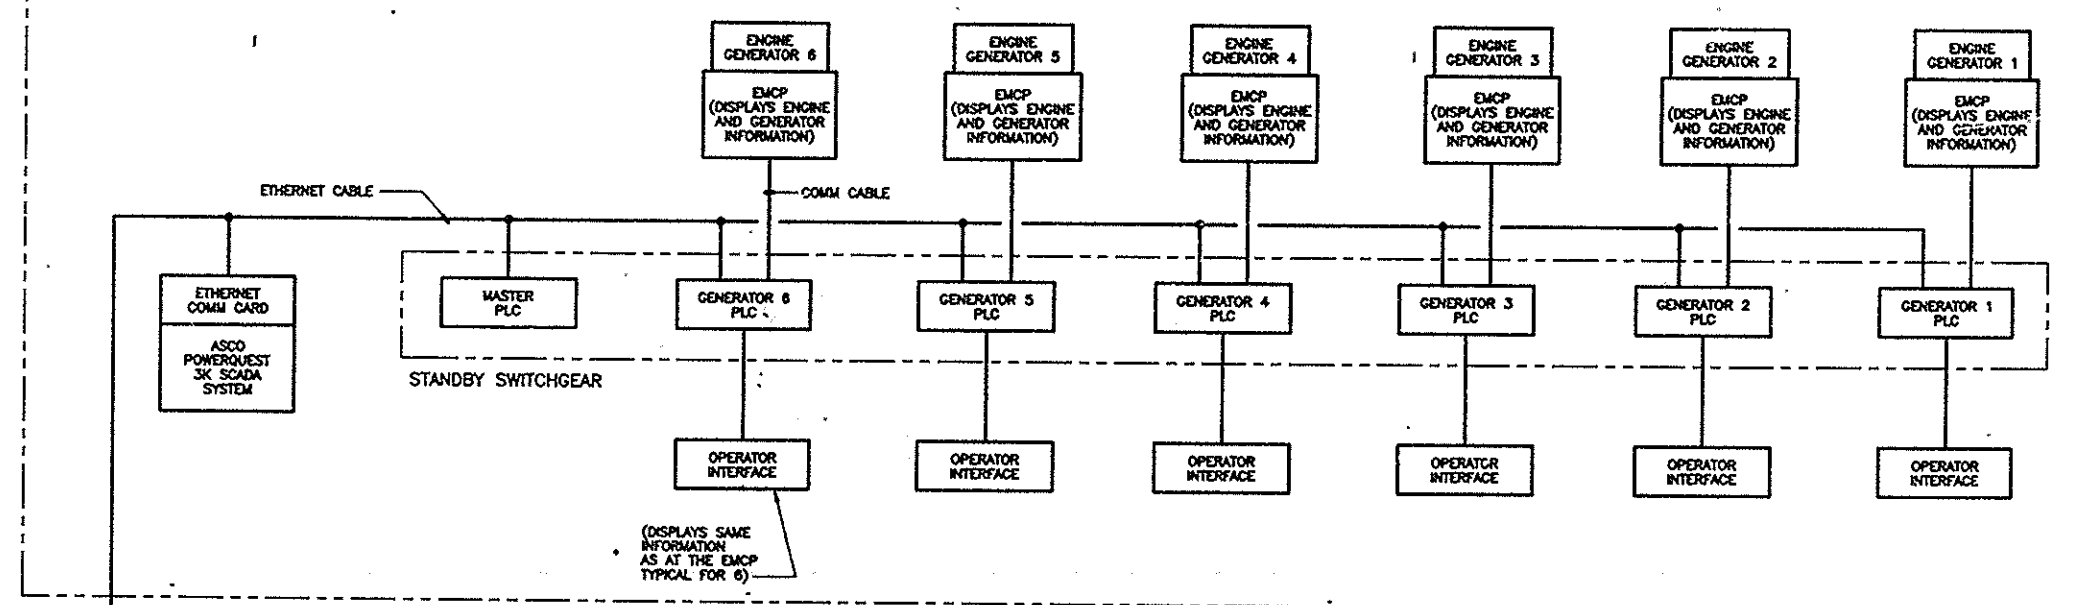 ENGINE
GENERATOR 6
EMCP
(DISPLAYS ENGINE
AND GENERATOR
INFORMATION)
ENGINE
GENERATOR 5
EMCP
(DISPLAYS ENGINE
AND GENERATOR
INFORMATION)
ENGINE
GENERATOR 4
EMCP
(DISPLAYS ENGINE
AND GENERATOR
INFORMATION)
ENGINE
GENERATOR 3
EMCP
(DISPLAYS ENGINE
AND GENERATOR
INFORMATION)
ENGINE
GENERATOR 2
EMCP
(DISPLAYS ENGINE
AND GENERATOR
INFORMATION)
ENGINE
GENERATOR 1
EMCP
(DISPLAYS ENGINE
AND GENERATOR
INFORMATION)
ETHERNET CABLE
COMM CABLE
ETHERNET
COMM CARD
ASCO
POWERQUEST
3K SCADA
SYSTEM
MASTER
PLC
GENERATOR 6
PLC
GENERATOR 5
PLC
GENERATOR 4
PLC
GENERATOR 3
PLC
GENERATOR 2
PLC
GENERATOR 1
PLC
STANDBY SWITCHGEAR
OPERATOR
INTERFACE
OPERATOR
INTERFACE
OPERATOR
INTERFACE
OPERATOR
INTERFACE
OPERATOR
INTERFACE
OPERATOR
INTERFACE
(DISPLAYS SAME
INFORMATION
AS AT THE EMCP
TYPICAL FOR 6)